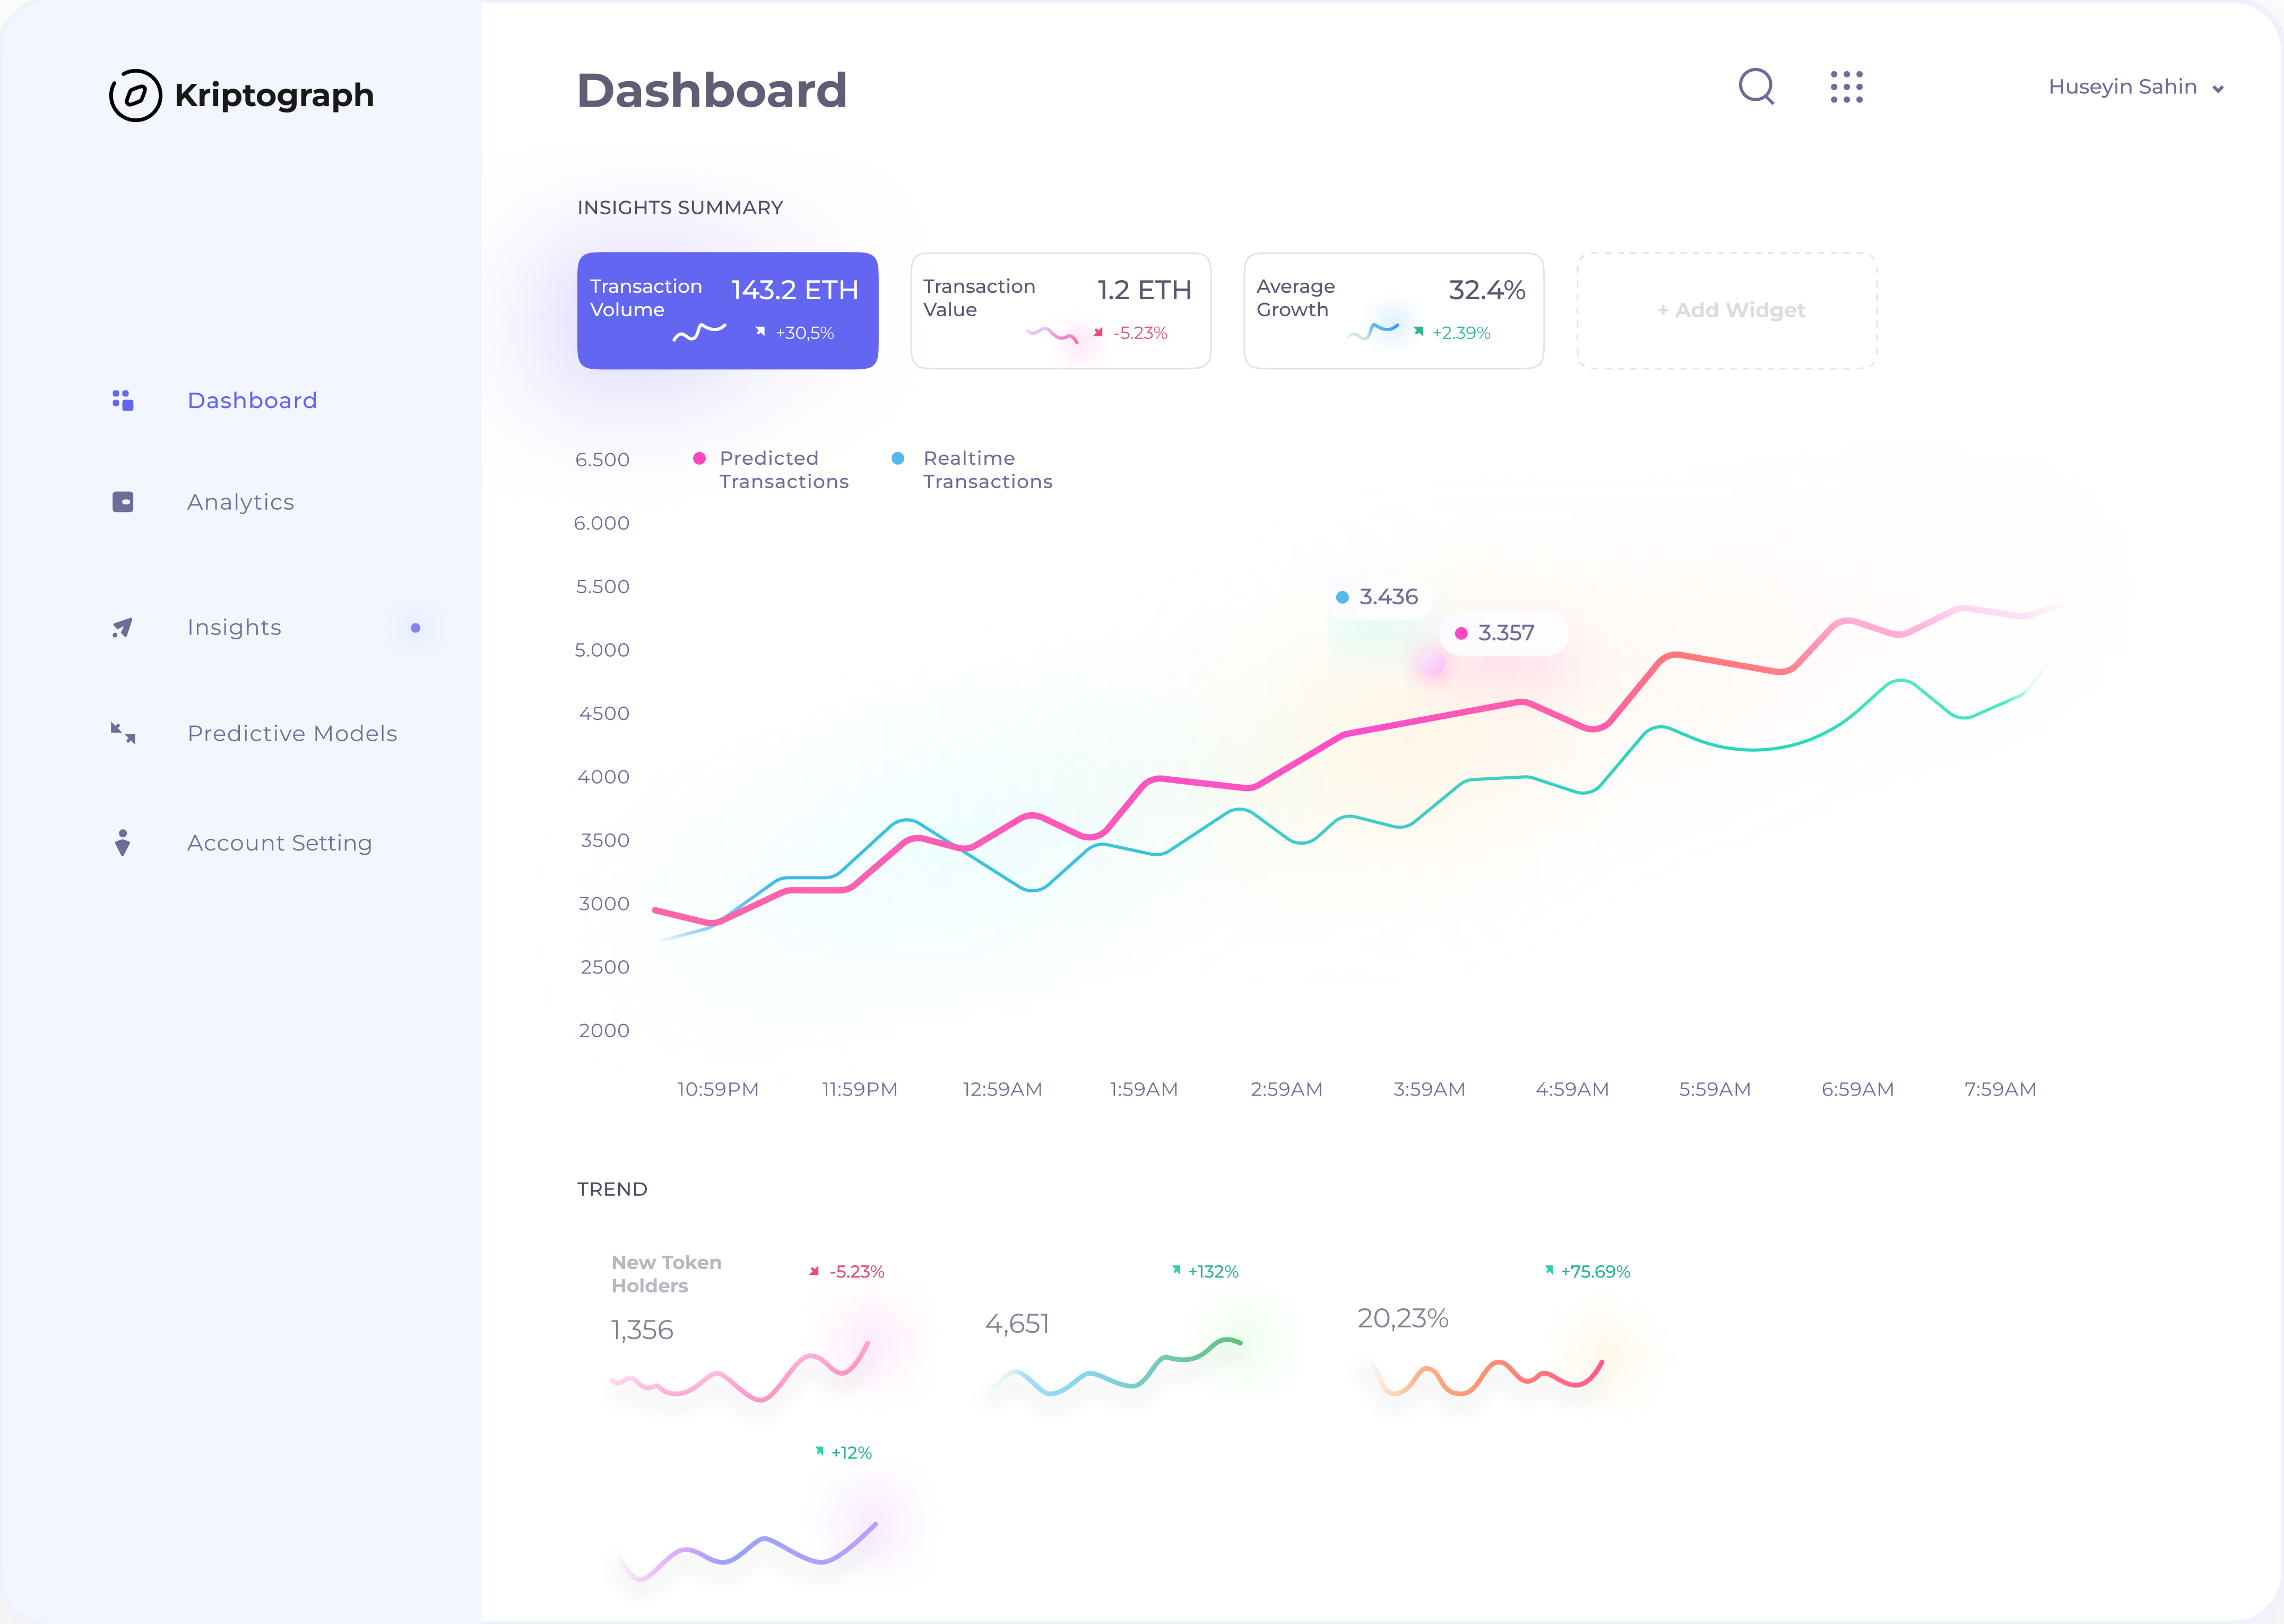 Kriptograph
Dashboard
Huseyin Sahin
Dashboard
Analytics
Insights
Predictive Models
Account Setting
INSIGHTS SUMMARY
Transaction
Volume
143.2 ETH
+30,5%
Transaction
Value
1.2 ETH
-5.23%
Average
Growth
32.4%
+2.39%
+ Add Widget
Predicted
Transactions
Realtime
Transactions
6.500
6.000
5.500
5.000
4500
4000
3500
3000
2500
2000
3.436
3.357
10:59PM
11:59PM
12:59AM
1:59AM
2:59AM
3:59AM
4:59AM
5:59AM
6:59AM
7:59AM
TREND
New Token
Holders
-5.23%
1,356
+132%
4,651
+75.69%
20,23%
+12%